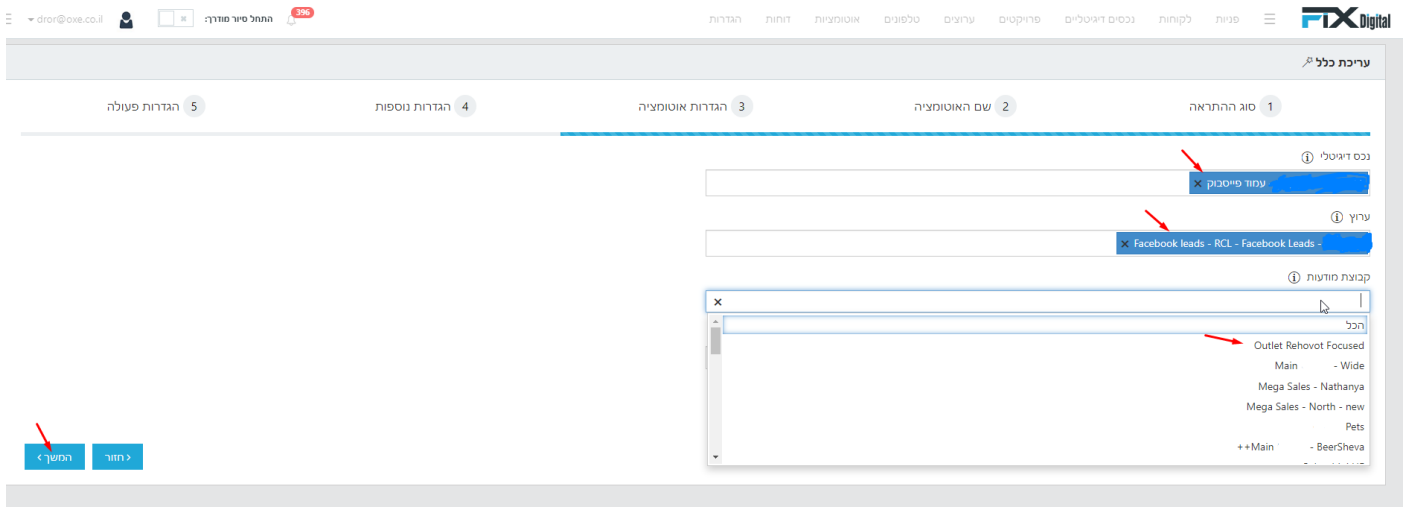 FIX Digital
פניות לקוחות נכסים דיגיטליים פרויקטים ערוצים טלפונים אוטומציות דוחות הגדרות
396
התחל סיור מודרך:
dror@oxe.co.il
עריכת כלל
1 סוג ההתראה
2 שם האוטומציה
3 הגדרות אוטומציה
4 הגדרות נוספות
5 הגדרות פעולה
נכס דיגיטלי
עמוד פייסבוק ×
ערוץ
× Facebook leads - RCL - Facebook Leads -
קבוצת מודעות
×
הכל
Outlet Rehovot Focused
Main - Wide
Mega Sales - Nathanya
Mega Sales - North - new
Pets
++Main - BeerSheva
חזור
המשך